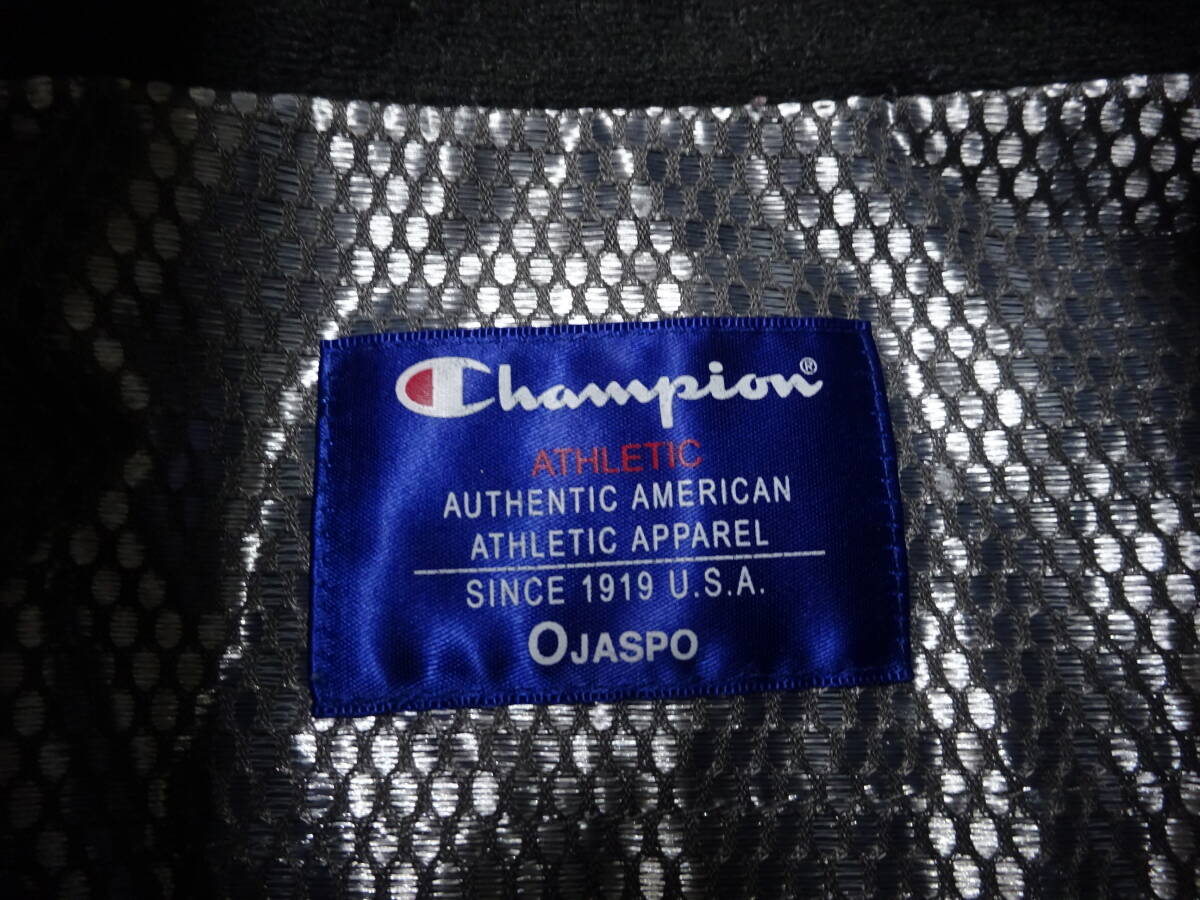 Champion®
ATHLETIC
AUTHENTIC AMERICAN
ATHLETIC APPAREL
SINCE 1919 U.S.A.
OJASPO